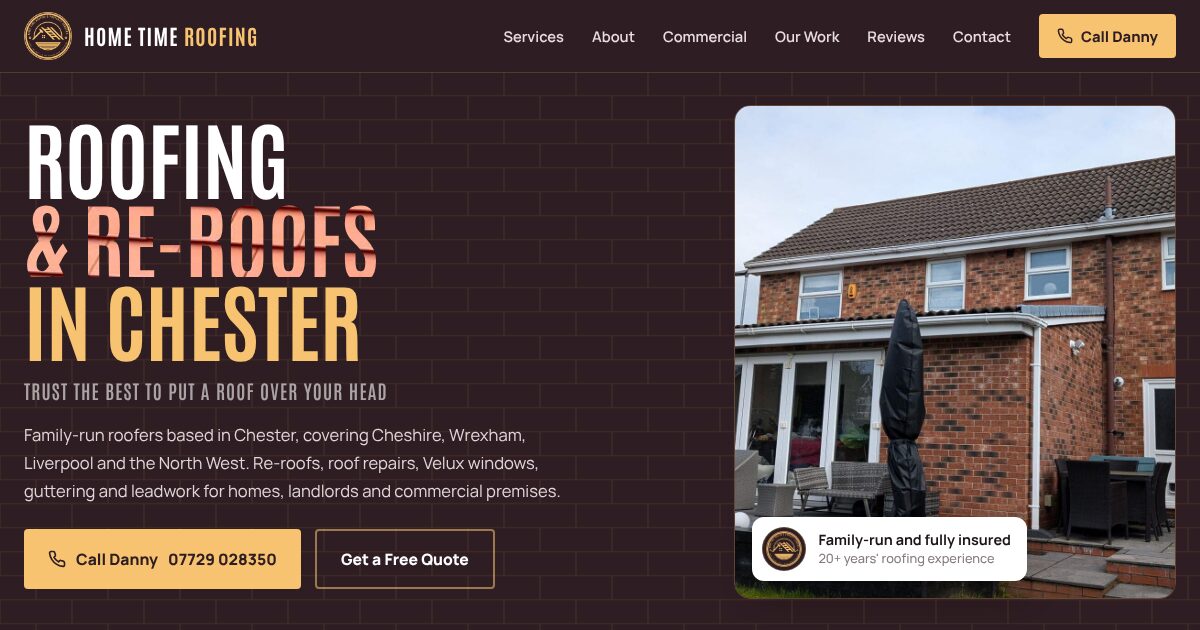 HOME TIME ROOFING
Services
About
Commercial
Our Work
Reviews
Contact
Call Danny
ROOFING
& RE-ROOFS
IN CHESTER
TRUST THE BEST TO PUT A ROOF OVER YOUR HEAD
Family-run roofers based in Chester, covering Cheshire, Wrexham,
Liverpool and the North West. Re-roofs, roof repairs, Velux windows,
guttering and leadwork for homes, landlords and commercial premises.
Call Danny 07729 028350
Get a Free Quote
Family-run and fully insured
20+ years' roofing experience